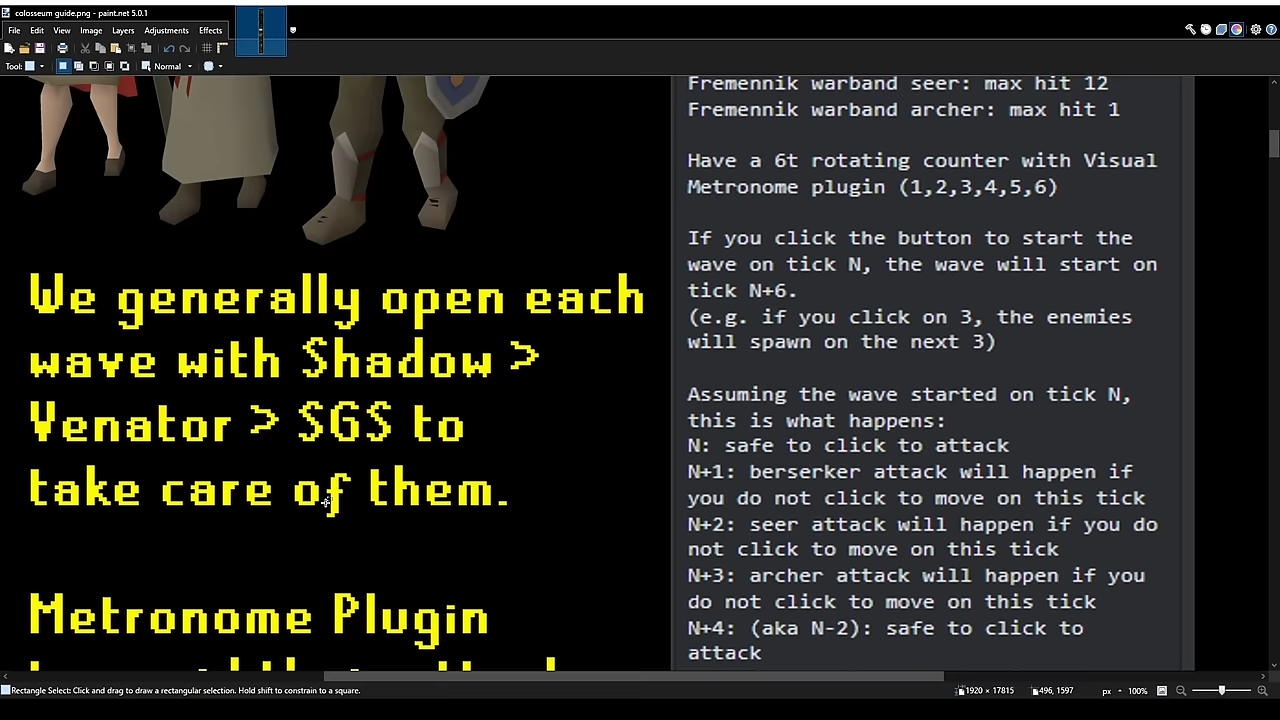 colosseum guide.png - paint.net 5.0.1
File Edit View Image Layers Adjustments Effects
Tool: Normal
Fremennik warband seer: max hit 12
Fremennik warband archer: max hit 1
Have a 6t rotating counter with Visual
Metronome plugin (1,2,3,4,5,6)
If you click the button to start the
wave on tick N, the wave will start on
tick N+6.
(e.g. if you click on 3, the enemies
will spawn on the next 3)
Assuming the wave started on tick N,
this is what happens:
N: safe to click to attack
N+1: berserker attack will happen if
you do not click to move on this tick
N+2: seer attack will happen if you do
not click to move on this tick
N+3: archer attack will happen if you
do not click to move on this tick
N+4: (aka N-2): safe to click to
attack
We generally open each
wave with Shadow >
Venator > SGS to
take care of them.
Metronome Plugin
Rectangle Select: Click and drag to draw a rectangular selection. Hold shift to constrain to a square.
1920 × 17815 496, 1597 px 100%